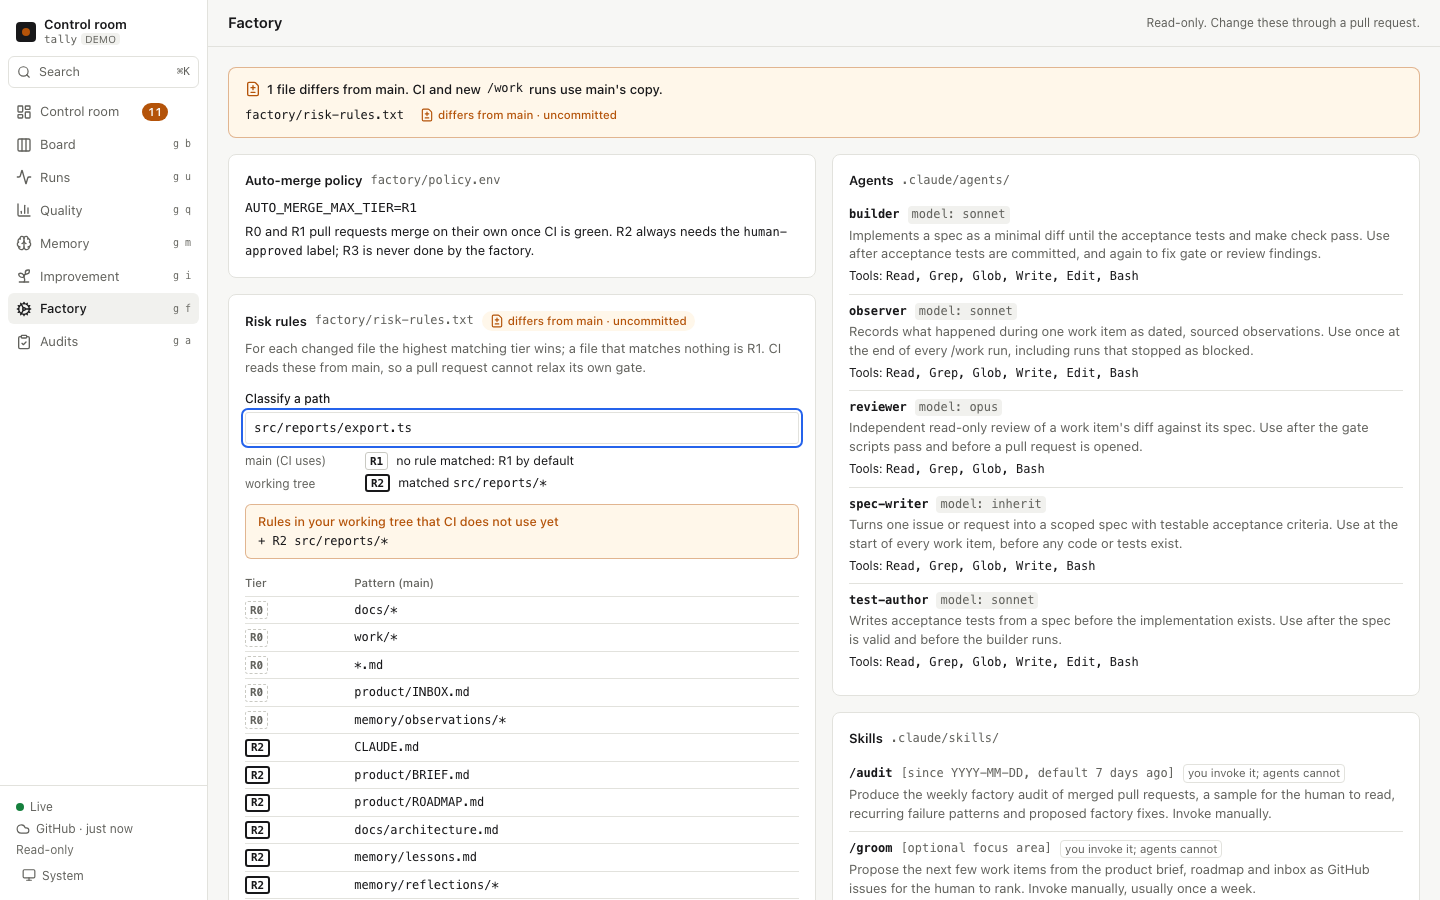 Control room
tally DEMO
Search ⌘K
Control room 11
Board g b
Runs g u
Quality g q
Memory g m
Improvement g i
Factory g f
Audits g a
Live
GitHub · just now
Read-only
System
Factory
Read-only. Change these through a pull request.
1 file differs from main. CI and new /work runs use main's copy.
factory/risk-rules.txt differs from main · uncommitted
Auto-merge policy factory/policy.env
AUTO_MERGE_MAX_TIER=R1
R0 and R1 pull requests merge on their own once CI is green. R2 always needs the human-
approved label; R3 is never done by the factory.
Risk rules factory/risk-rules.txt differs from main · uncommitted
For each changed file the highest matching tier wins; a file that matches nothing is R1. CI
reads these from main, so a pull request cannot relax its own gate.
Classify a path
src/reports/export.ts
main (CI uses) R1 no rule matched: R1 by default
working tree R2 matched src/reports/*
Rules in your working tree that CI does not use yet
+ R2 src/reports/*
Tier Pattern (main)
R0 docs/*
R0 work/*
R0 *.md
R0 product/INBOX.md
R0 memory/observations/*
R2 CLAUDE.md
R2 product/BRIEF.md
R2 product/ROADMAP.md
R2 docs/architecture.md
R2 memory/lessons.md
R2 memory/reflections/*
Agents .claude/agents/
builder model: sonnet
Implements a spec as a minimal diff until the acceptance tests and make check pass. Use
after acceptance tests are committed, and again to fix gate or review findings.
Tools: Read, Grep, Glob, Write, Edit, Bash
observer model: sonnet
Records what happened during one work item as dated, sourced observations. Use once at
the end of every /work run, including runs that stopped as blocked.
Tools: Read, Grep, Glob, Write, Edit, Bash
reviewer model: opus
Independent read-only review of a work item's diff against its spec. Use after the gate
scripts pass and before a pull request is opened.
Tools: Read, Grep, Glob, Bash
spec-writer model: inherit
Turns one issue or request into a scoped spec with testable acceptance criteria. Use at the
start of every work item, before any code or tests exist.
Tools: Read, Grep, Glob, Write, Bash
test-author model: sonnet
Writes acceptance tests from a spec before the implementation exists. Use after the spec
is valid and before the builder runs.
Tools: Read, Grep, Glob, Write, Edit, Bash
Skills .claude/skills/
/audit [since YYYY-MM-DD, default 7 days ago] you invoke it; agents cannot
Produce the weekly factory audit of merged pull requests, a sample for the human to read,
recurring failure patterns and proposed factory fixes. Invoke manually.
/groom [optional focus area] you invoke it; agents cannot
Propose the next few work items from the product brief, roadmap and inbox as GitHub
issues for the human to rank. Invoke manually, usually once a week.